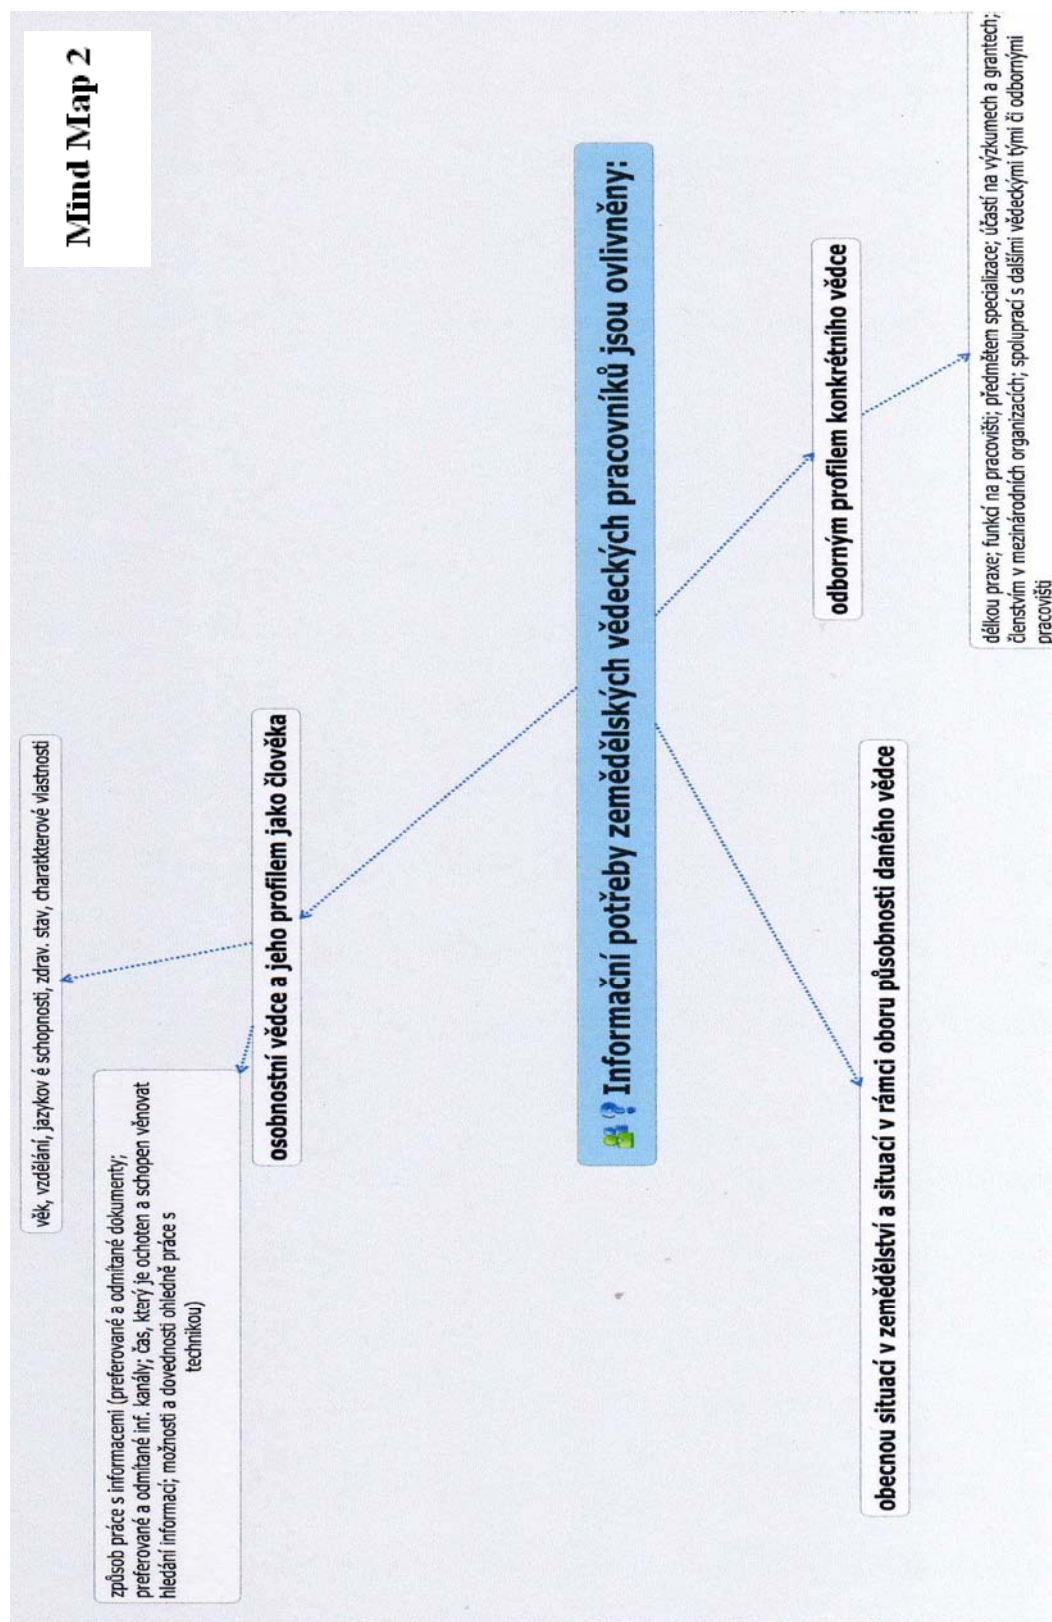 Mind Map 2
věk, vzdělání, jazykov é schopnosti, zdrav. stav, charatkterové vlastnosti
způsob práce s informacemi (preferované a odmítané dokumenty;
preferované a odmítané inf. kanály; čas, který je ochoten a schopen věnovat
hledání informací; možnosti a dovednosti ohledně práce s
technikou)
osobnostní vědce a jeho profilem jako člověka
Informační potřeby zemědělských vědeckých pracovníků jsou ovlivněny:
odborným profilem konkrétního vědce
obecnou situací v zemědělství a situací v rámci oboru působnosti daného vědce
délkou praxe; funkcí na pracovišti; předmětem specializace; účastí na výzkumech a grantech;
členstvím v mezinárodních organizacích; spoluprací s dalšími vědeckými tými či odbornými
pracovišti